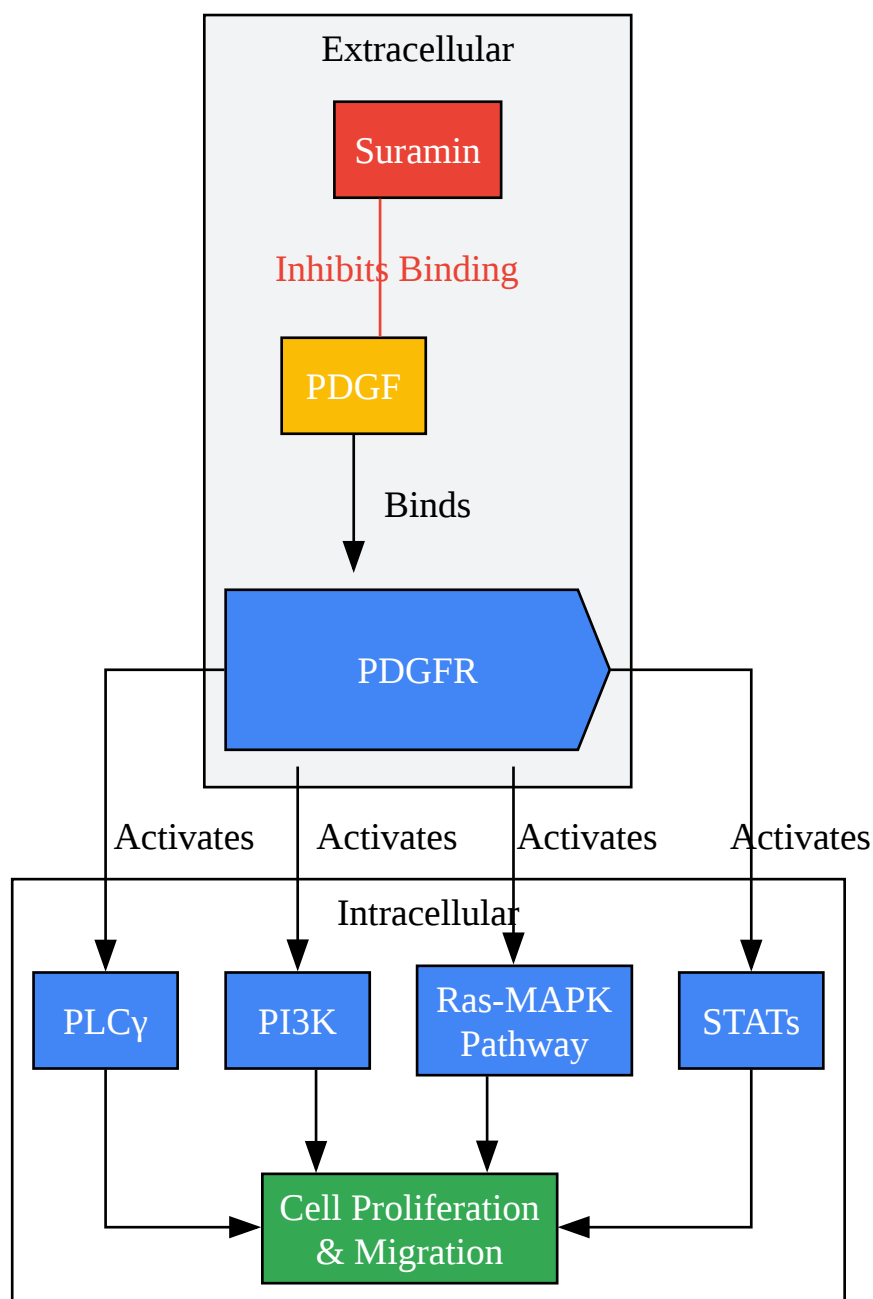 Extracellular
Suramin
Inhibits Binding
PDGF
Binds
PDGFR
Activates
Activates
Activates
Activates
Intracellular
PLCγ
PI3K
Ras-MAPK
Pathway
STATs
Cell Proliferation
& Migration